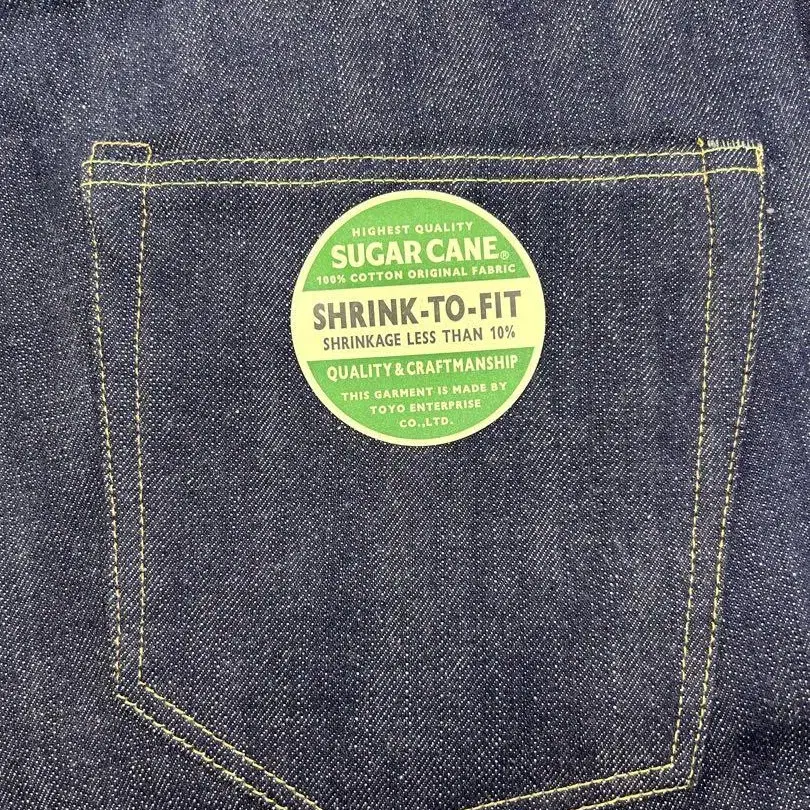 HIGHEST QUALITY
SUGAR CANE®
100% COTTON ORIGINAL FABRIC
SHRINK-TO-FIT
SHRINKAGE LESS THAN 10%
QUALITY & CRAFTMANSHIP
THIS GARMENT IS MADE BY
TOYO ENTERPRISE
CO.,LTD.